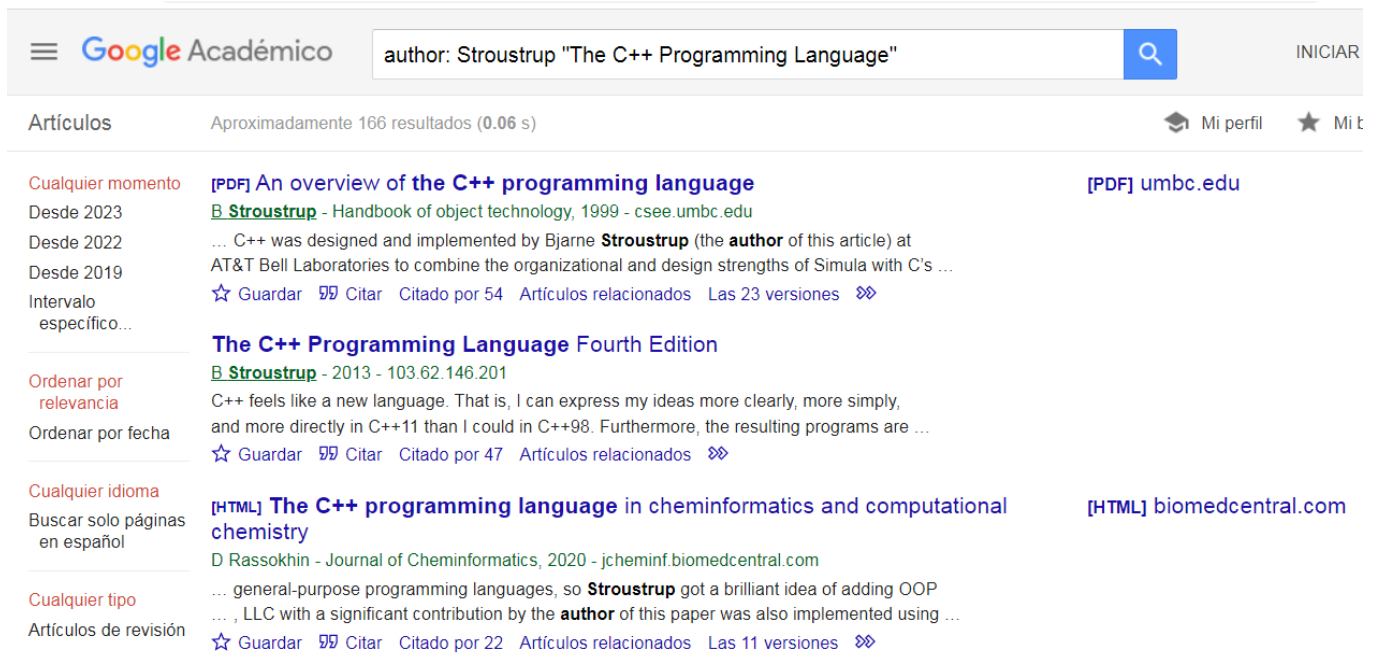 Google Académico
author: Stroustrup "The C++ Programming Language"
INICIAR
Artículos
Aproximadamente 166 resultados (0.06 s)
Mi perfil
Mi b
Cualquier momento
Desde 2023
Desde 2022
Desde 2019
Intervalo
específico...
Ordenar por
relevancia
Ordenar por fecha
Cualquier idioma
Buscar solo páginas
en español
Cualquier tipo
Artículos de revisión
[PDF] An overview of the C++ programming language
B Stroustrup - Handbook of object technology, 1999 - csee.umbc.edu
... C++ was designed and implemented by Bjarne Stroustrup (the author of this article) at
AT&T Bell Laboratories to combine the organizational and design strengths of Simula with C's ...
Guardar Citar Citado por 54 Artículos relacionados Las 23 versiones
[PDF] umbc.edu
The C++ Programming Language Fourth Edition
B Stroustrup - 2013 - 103.62.146.201
C++ feels like a new language. That is, I can express my ideas more clearly, more simply,
and more directly in C++11 than I could in C++98. Furthermore, the resulting programs are ...
Guardar Citar Citado por 47 Artículos relacionados
[HTML] The C++ programming language in cheminformatics and computational
chemistry
D Rassokhin - Journal of Cheminformatics, 2020 - jcheminf.biomedcentral.com
... general-purpose programming languages, so Stroustrup got a brilliant idea of adding OOP
... , LLC with a significant contribution by the author of this paper was also implemented using ...
Guardar Citar Citado por 22 Artículos relacionados Las 11 versiones
[HTML] biomedcentral.com